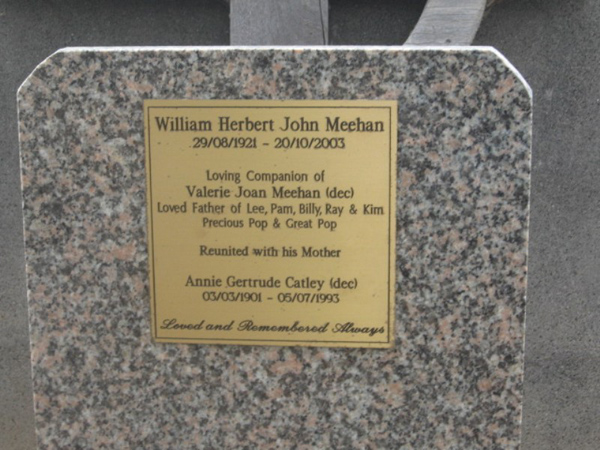 William Herbert John Meehan
29/08/1921 - 20/10/2003
Loving Companion of
Valerie Joan Meehan (dec)
Loved Father of Lee, Pam, Billy, Ray & Kim
Precious Pop & Great Pop
Reunited with his Mother
Annie Gertrude Catley (dec)
03/03/1901 - 05/07/1993
Loved and Remembered Always